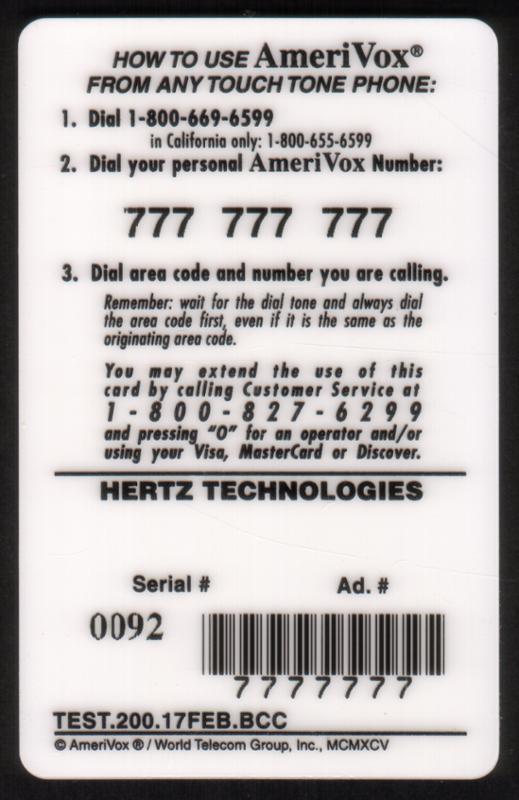 HOW TO USE AmeriVox®
FROM ANY TOUCH TONE PHONE:
1. Dial 1-800-669-6599
in California only: 1-800-655-6599
2. Dial your personal AmeriVox Number:
777 777 777
3. Dial area code and number you are calling.
Remember: wait for the dial tone and always dial
the area code first, even if it is the same as the
originating area code.
You may extend the use of this
card by calling Customer Service at
1-800-827-6299
and pressing "O" for an operator and/or
using your Visa, MasterCard or Discover.
HERTZ TECHNOLOGIES
Serial # Ad. #
0092
7777777
TEST.200.17FEB.BCC
© AmeriVox ® / World Telecom Group, Inc., MCMXCV